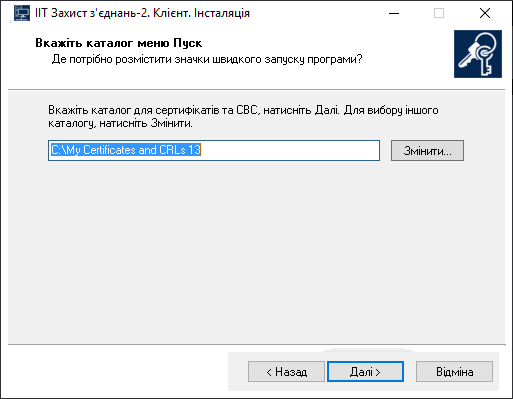 ІІТ Захист з'єднань-2. Клієнт. Інсталяція
Вкажіть каталог меню Пуск
Де потрібно розмістити значки швидкого запуску програми?
Вкажіть каталог для сертифікатів та СВС, натисніть Далі. Для вибору іншого
каталогу, натисніть Змінити.
C:\My Certificates and CRLs 13
Змінити...
< Назад
Далі >
Відміна